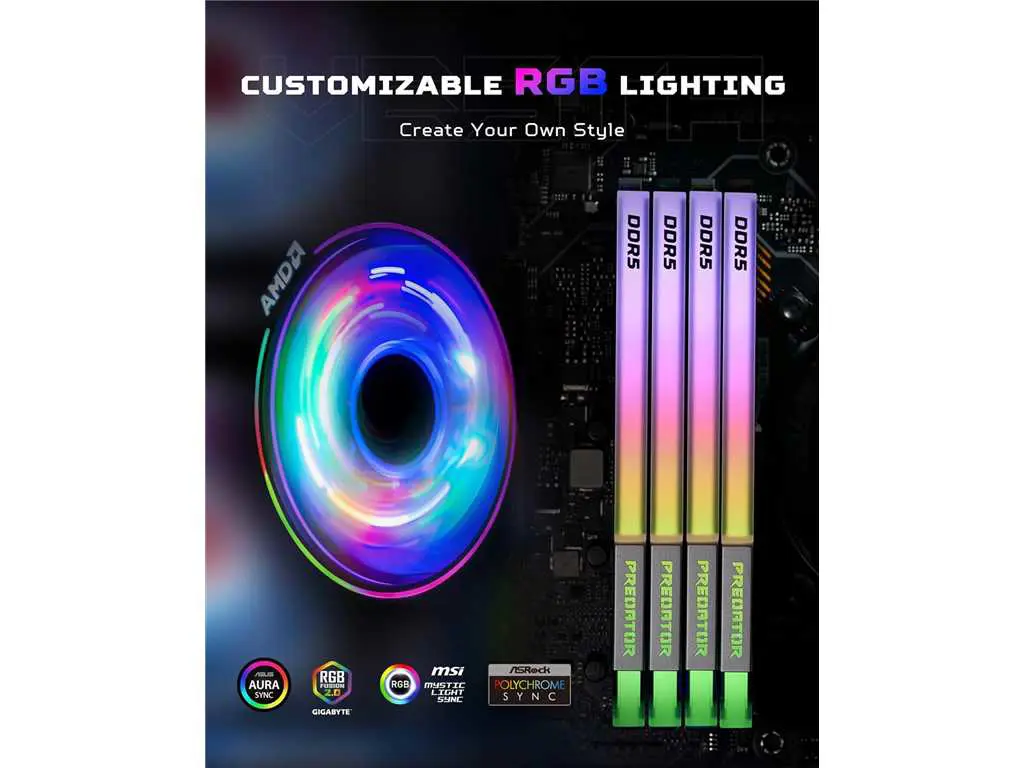 CUSTOMIZABLE RGB LIGHTING
Create Your Own Style
AMD
DDR5
DDR5
DDR5
DDR5
PREDATOR
PREDATOR
PREDATOR
PREDATOR
ASUS
AURA
SYNC
RGB
FUSION
2.0
GIGABYTE
RGB
msi
MYSTIC
LIGHT
SYNC
ASRock
POLYCHROME
SYNC